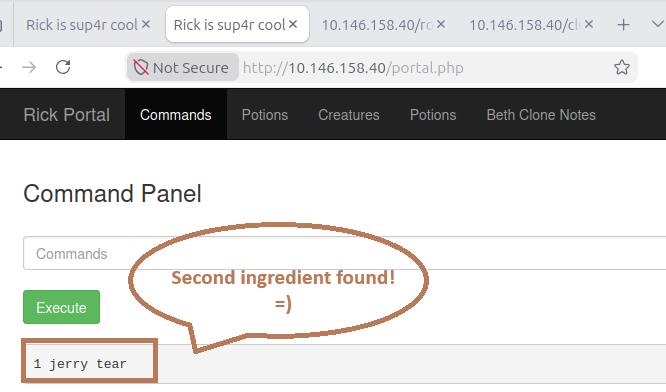 Rick is sup4r cool
Rick is sup4r cool
10.146.158.40/ro
10.146.158.40/cl
Not Secure http://10.146.158.40/portal.php
Rick Portal Commands Potions Creatures Potions Beth Clone Notes
Command Panel
Commands
Second ingredient found!
=)
Execute
1 jerry tear